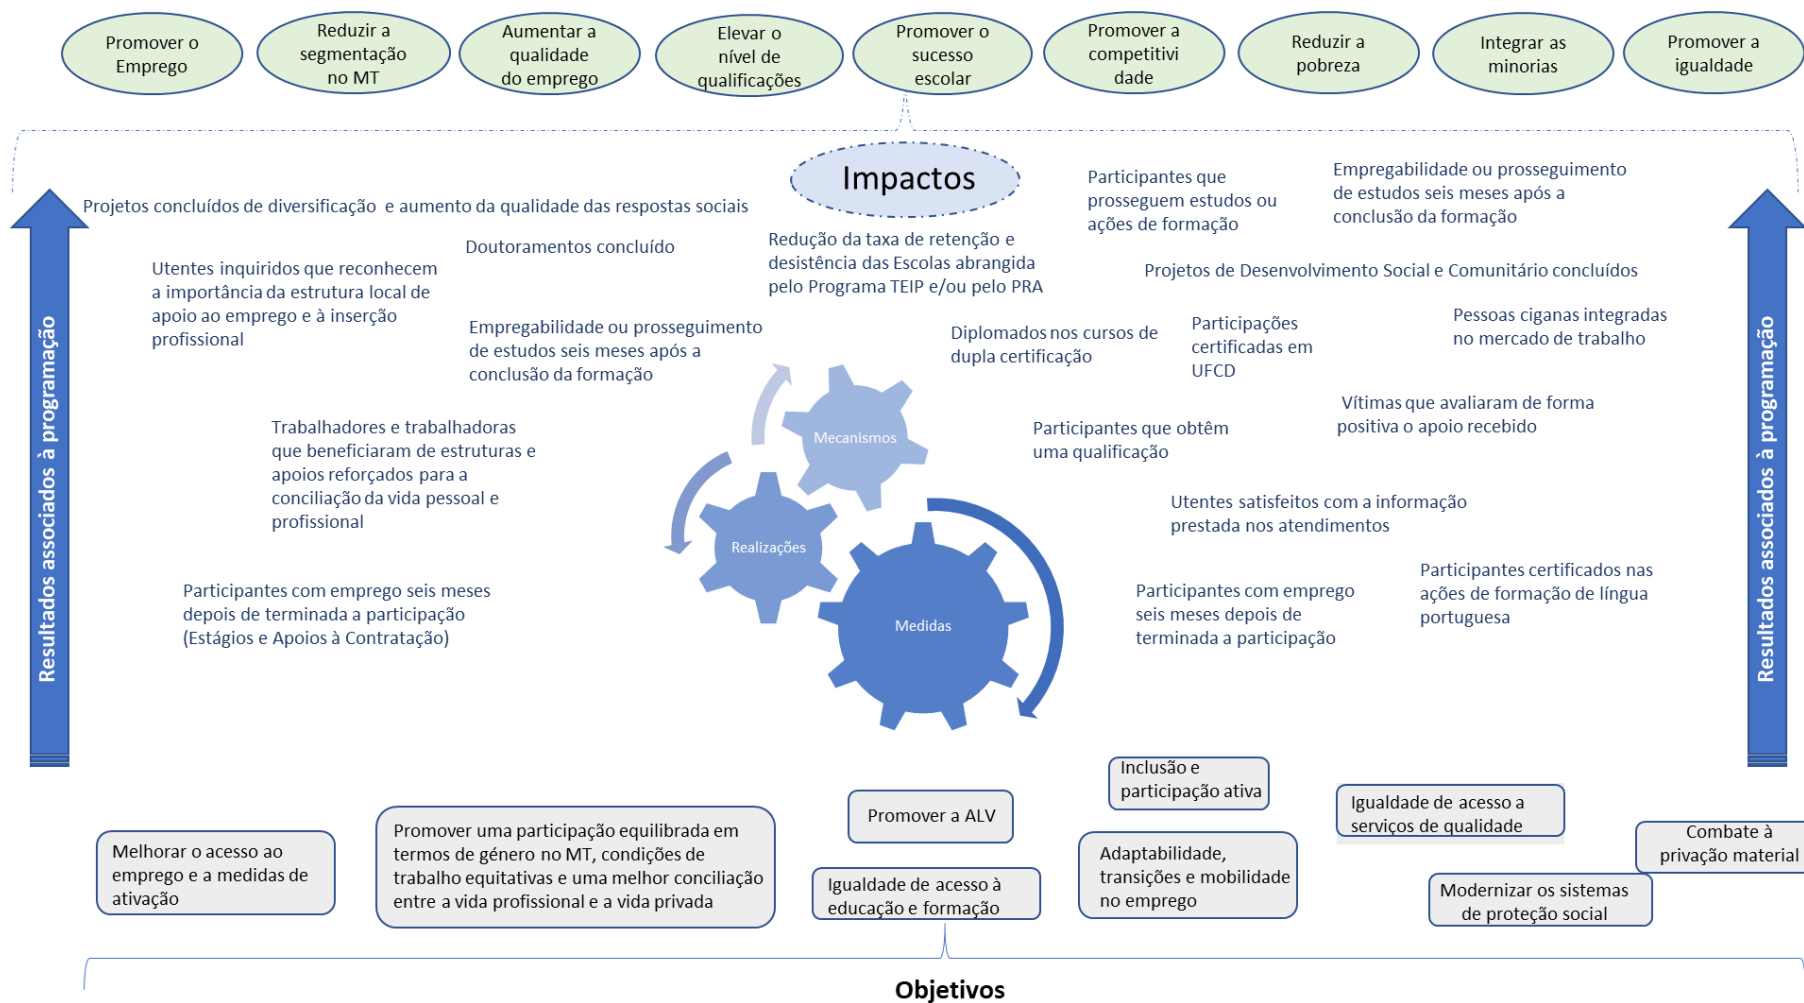 Promover o
Emprego
Reduzir a
segmentação
no MT
Aumentar a
qualidade
do emprego
Elevar o
nível de
qualificações
Promover o
sucesso
escolar
Promover a
competitivi
dade
Reduzir a
pobreza
Integrar as
minorias
Promover a
igualdade
Impactos
Resultados associados à programação
Projetos concluídos de diversificação e aumento da qualidade das respostas sociais
Doutoramentos concluído
Utentes inquiridos que reconhecem
a importância da estrutura local de
apoio ao emprego e à inserção
profissional
Redução da taxa de retenção e
desistência das Escolas abrangida
pelo Programa TEIP e/ou pelo PRA
Participantes que
prosseguem estudos ou
ações de formação
Empregabilidade ou prosseguimento
de estudos seis meses após a
conclusão da formação
Projetos de Desenvolvimento Social e Comunitário concluídos
Empregabilidade ou prosseguimento
de estudos seis meses após a
conclusão da formação
Diplomados nos cursos de
dupla certificação
Participações
certificadas em
UFCD
Pessoas ciganas integradas
no mercado de trabalho
Trabalhadores e trabalhadoras
que beneficiaram de estruturas e
apoios reforçados para a
conciliação da vida pessoal e
profissional
Mecanismos
Realizações
Medidas
Participantes que obtêm
uma qualificação
Vítimas que avaliaram de forma
positiva o apoio recebido
Utentes satisfeitos com a informação
prestada nos atendimentos
Participantes com emprego seis meses
depois de terminada a participação
(Estágios e Apoios à Contratação)
Participantes com emprego
seis meses depois de
terminada a participação
Participantes certificados nas
ações de formação de língua
portuguesa
Resultados associados à programação
Melhorar o acesso ao
emprego e a medidas de
ativação
Promover uma participação equilibrada em
termos de género no MT, condições de
trabalho equitativas e uma melhor conciliação
entre a vida profissional e a vida privada
Promover a ALV
Igualdade de acesso à
educação e formação
Inclusão e
participação ativa
Adaptabilidade,
transições e mobilidade
no emprego
Igualdade de acesso a
serviços de qualidade
Modernizar os sistemas
de proteção social
Combate à
privação material
Objetivos